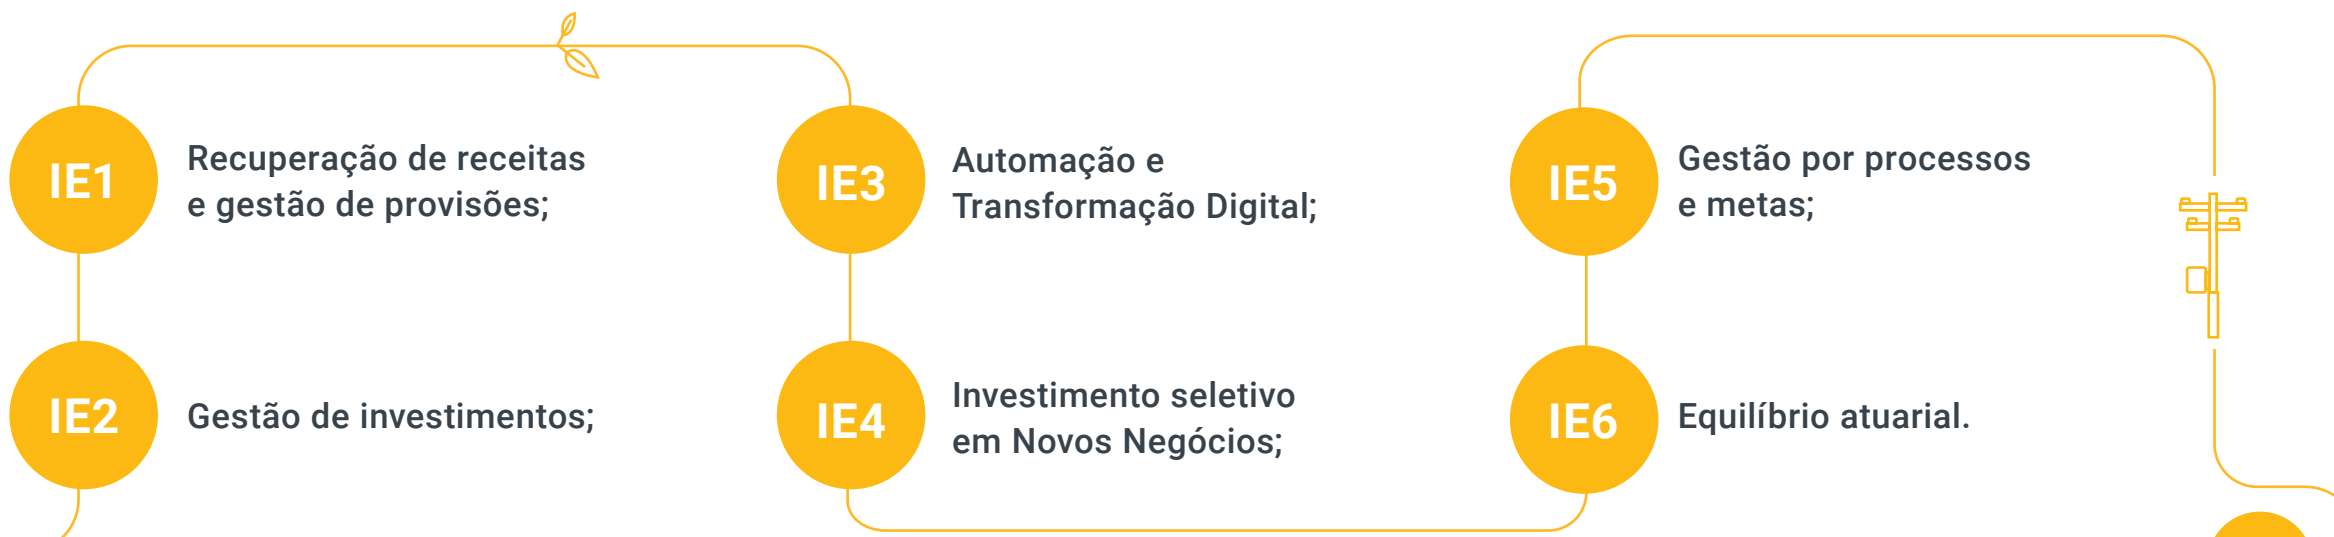 IE1
Recuperação de receitas
e gestão de provisões;
IE2
Gestão de investimentos;
IE3
Automação e
Transformação Digital;
IE4
Investimento seletivo
em Novos Negócios;
IE5
Gestão por processos
e metas;
IE6
Equilíbrio atuarial.